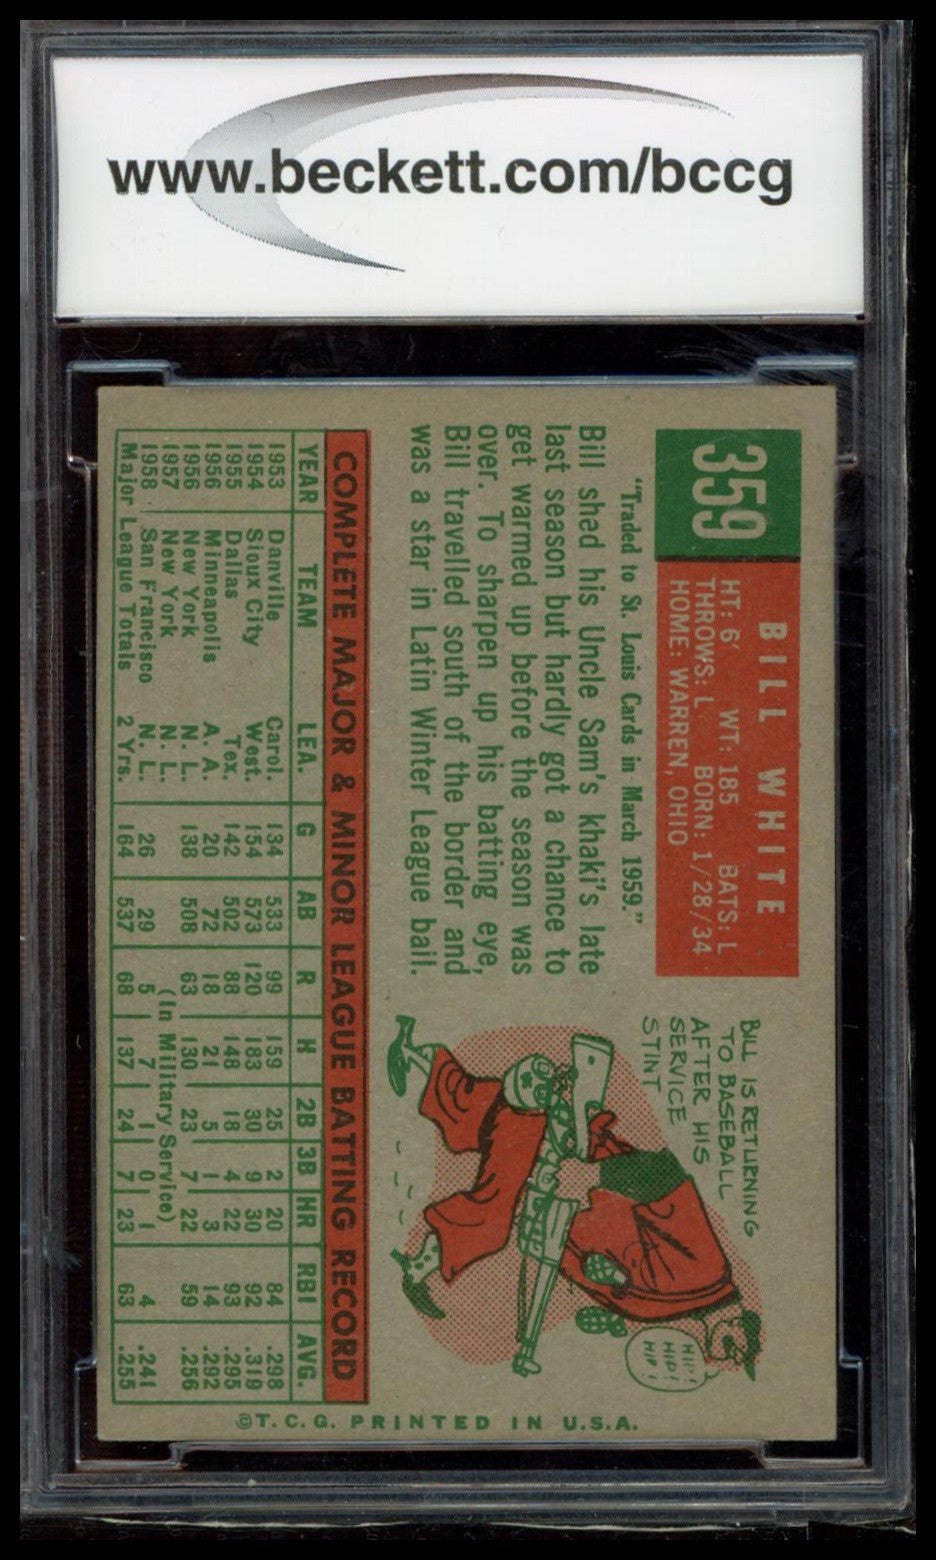 www.beckett.com/bccg
359
BILL WHITE
HT: 6' WT: 185 BATS: L
THROWS: L BORN: 1/28/34
HOME: WARREN, OHIO
"Traded to St. Louis Cards in March 1959."
Bill shed his Uncle Sam's khaki's late
last season but hardly got a chance to
get warmed up before the season was
over. To sharpen up his batting eye,
Bill travelled south of the border and
was a star in Latin Winter League ball.
BILL IS RETURNING
TO BASEBALL
AFTER HIS
SERVICE
STINT
HIP!
HIP!
HIP!
COMPLETE MAJOR & MINOR LEAGUE BATTING RECORD
YEAR TEAM LEA. G AB R H 2B 3B HR RBI AVG.
1953 Danville Carol. 134 533 99 159 25 2 20 84 .298
1954 Sioux City West. 154 573 120 183 30 9 30 92 .319
1955 Dallas Tex. 142 502 88 148 18 4 22 93 .295
1956 Minneapolis A. A. 20 72 18 21 5 1 3 14 .292
1956 New York N. L. 138 508 63 130 23 7 22 59 .256
1957 New York N. L. (In Military Service)
1958 San Francisco N. L. 26 29 5 7 1 0 1 4 .241
Major League Totals 2 Yrs. 164 537 68 137 24 7 23 63 .255
©T.C.G. PRINTED IN U.S.A.